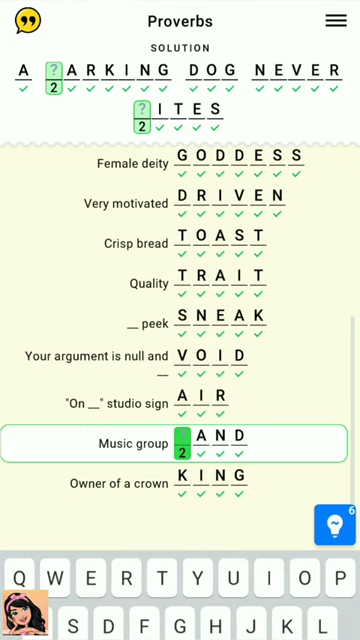 Proverbs
SOLUTION
A ?ARKING DOG NEVER
2
?ITES
2
Female deity GODDESS
Very motivated DRIVEN
Crisp bread TOAST
Quality TRAIT
__ peek SNEAK
Your argument is null and VOID
__
"On __" studio sign AIR
Music group AND
2
Owner of a crown KING
6
Q W E R T Y U I O P
S D F G H J K L